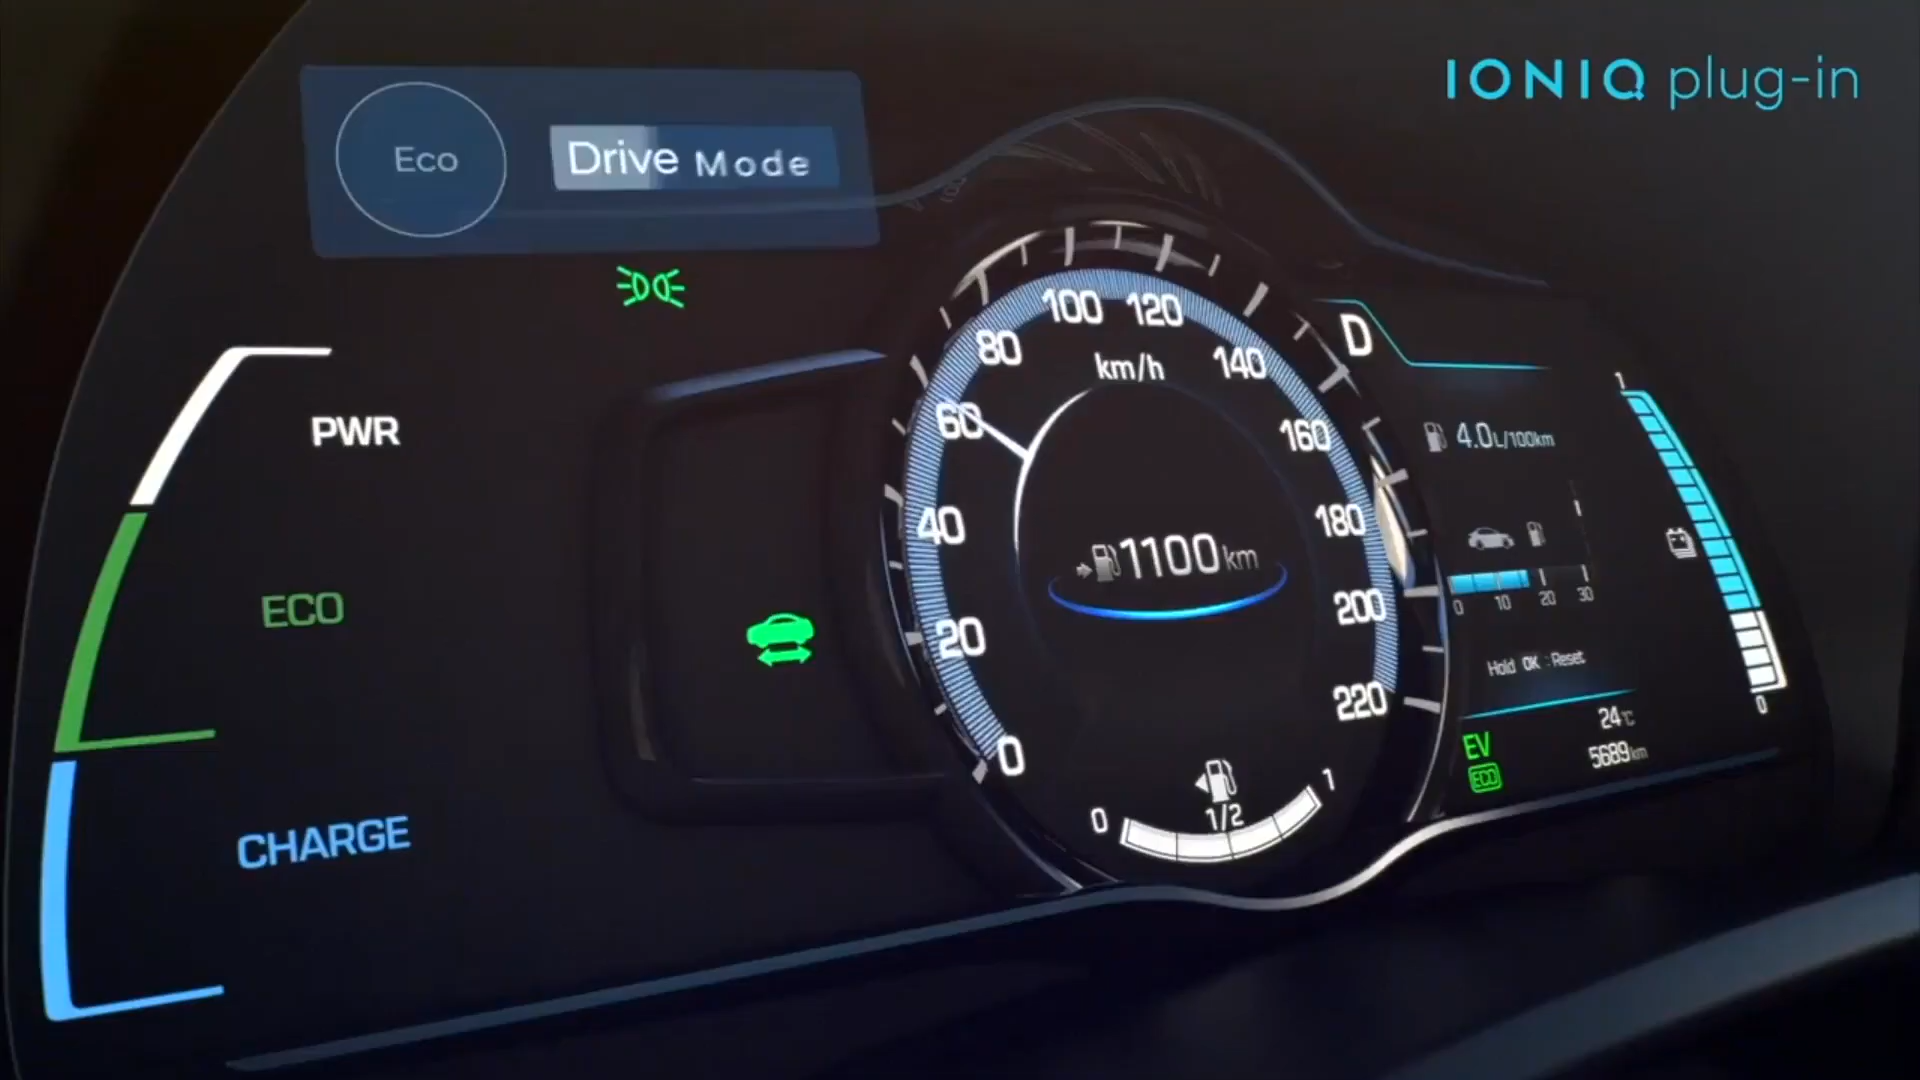 IONIQ plug-in
Eco
Drive Mode
PWR
ECO
CHARGE
0
20
40
60
80
100
120
140
160
180
200
220
km/h
1100 km
0
1/2
1
D
4.0L/100km
0 10 20 30
Hold OK : Reset
24℃
EV
ECO
5689km
1
0